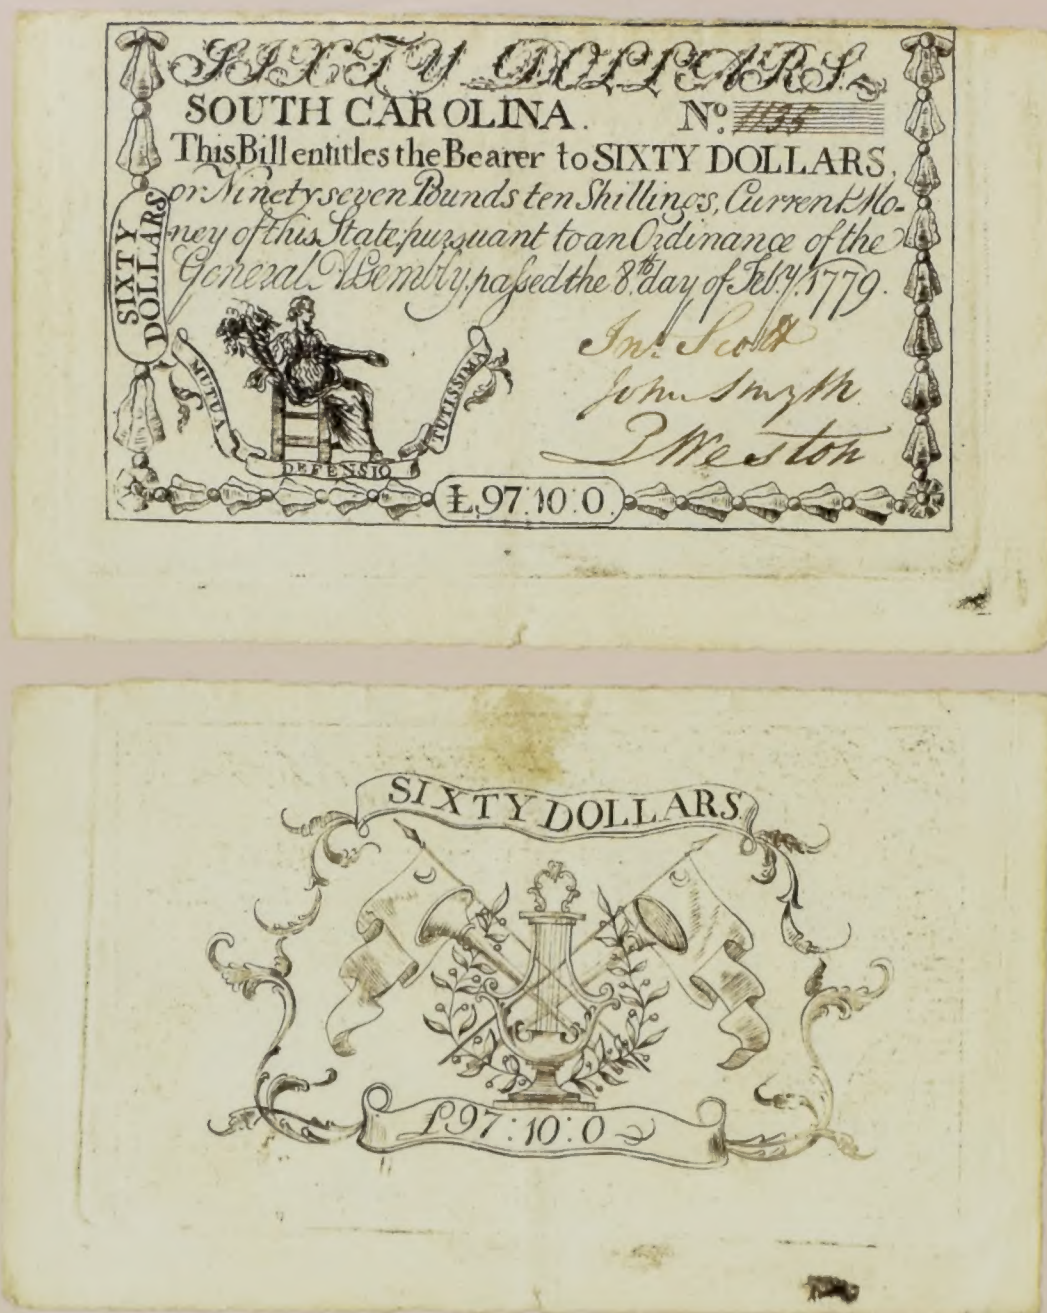 SIXTY DOLLARS.
SOUTH CAROLINA. No. 1135
This Bill entitles the Bearer to SIXTY DOLLARS,
or Ninety seven Pounds ten Shillings, Current Mo-
ney of this State, pursuant to an Ordinance of the
General Assembly, passed the 8th. day of Feb.y. 1779.
SIXTY
DOLLARS
MUTUA
DEFENSIO
TUTISSIMA
Jno. Scott
John Smyth
P Weston
£,97:10:0.
SIXTY DOLLARS.
£97:10:0